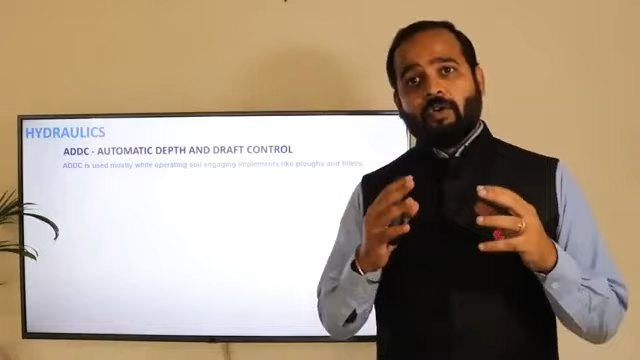 HYDRAULICS
ADDC - AUTOMATIC DEPTH AND DRAFT CONTROL
ADDC is used mostly while operating soil engaging implements like ploughs and tillers.